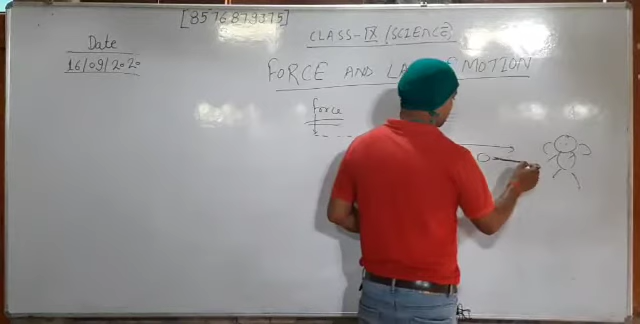 [8576879375]
CLASS-IX (SCIENCE)
Date
16/09/2020
FORCE AND LA MOTION
force